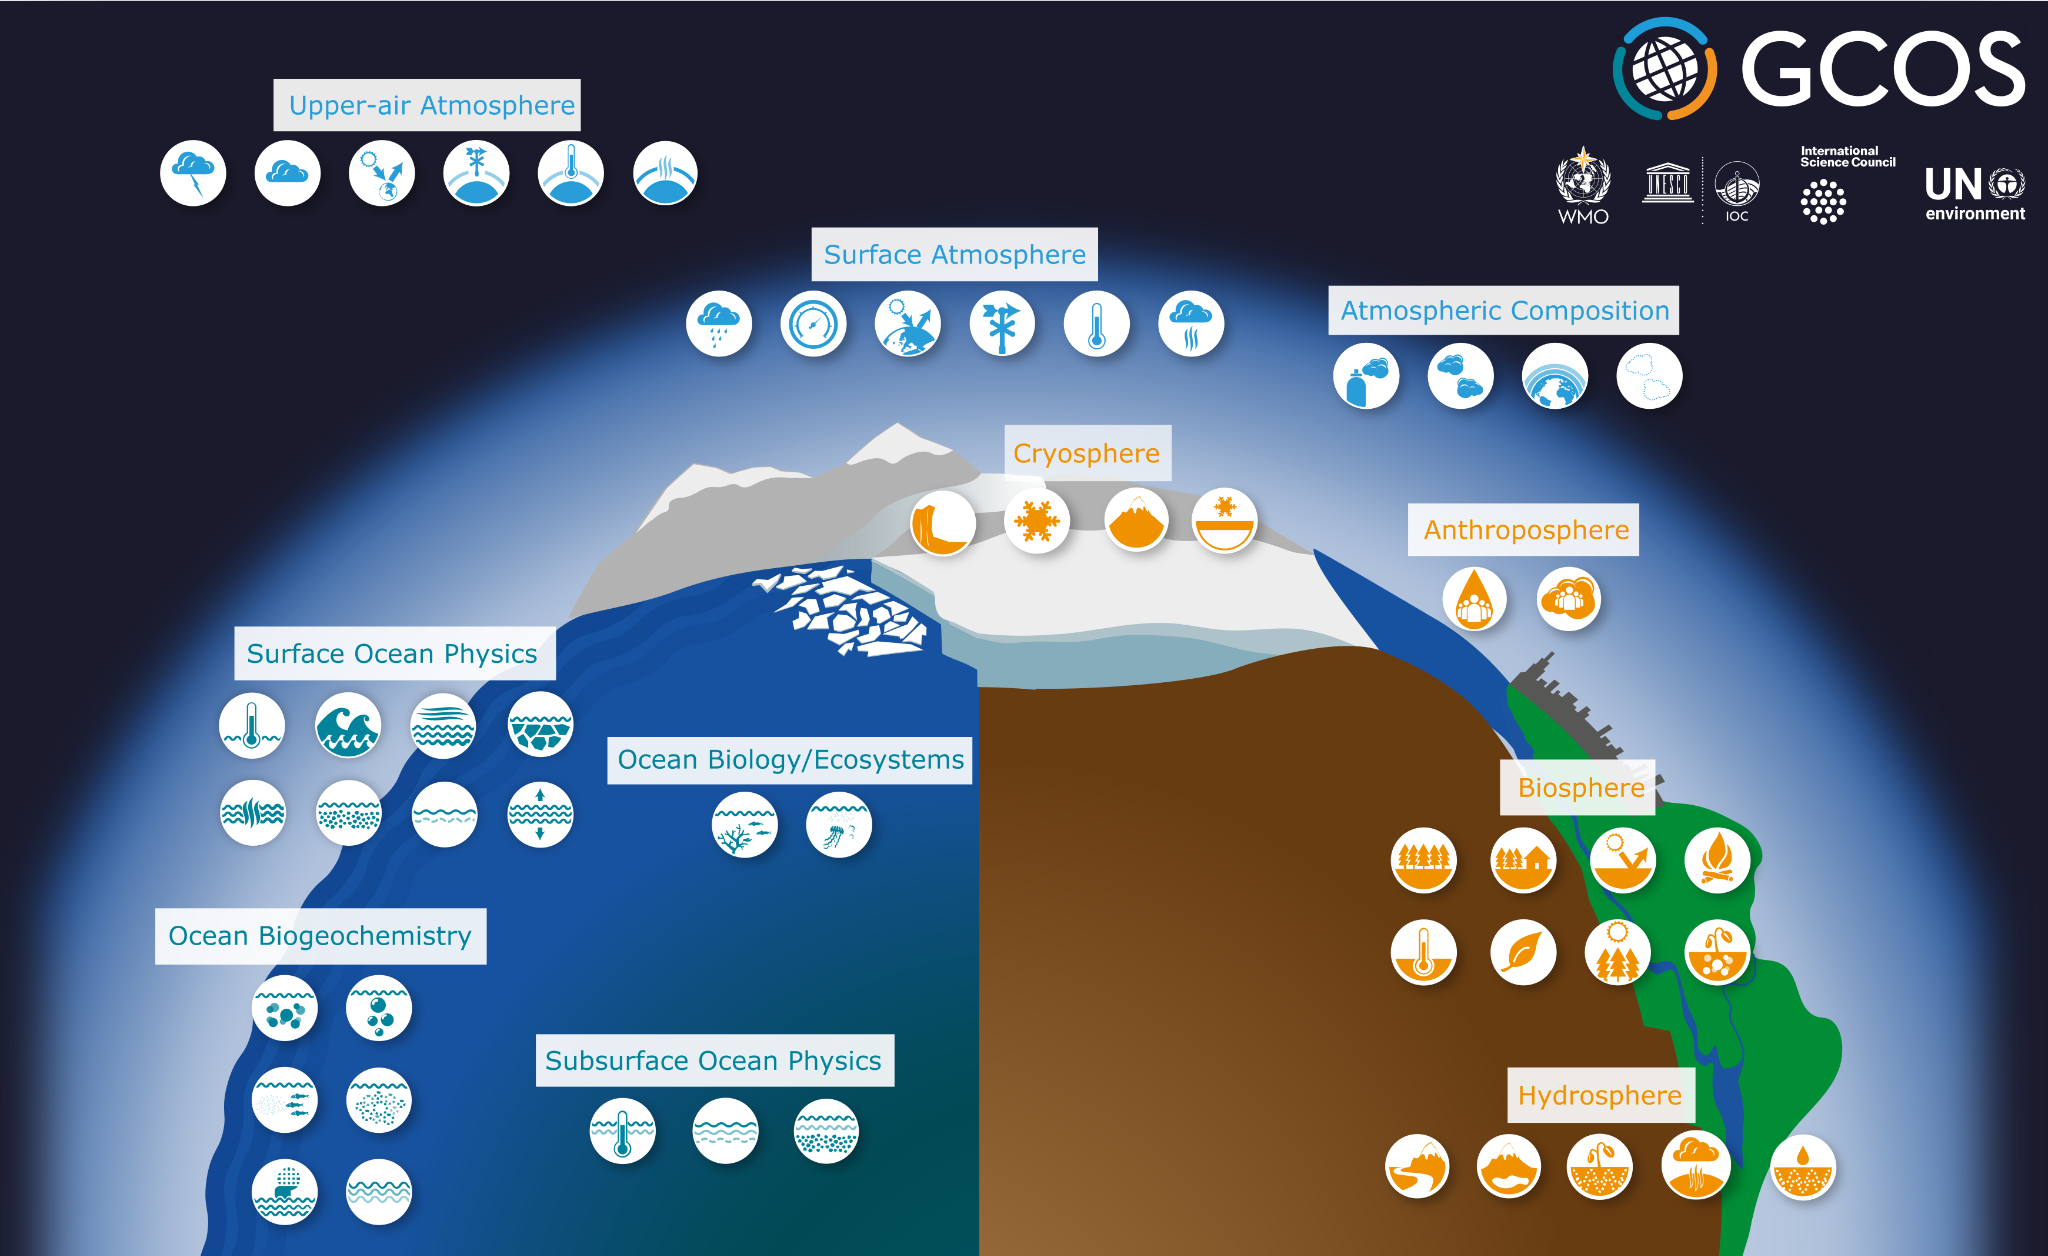 GCOS
Upper-air Atmosphere
International
Science Council
WMO
UNESCO
IOC
UN
environment
Surface Atmosphere
Atmospheric Composition
Cryosphere
Anthroposphere
Surface Ocean Physics
Ocean Biology/Ecosystems
Biosphere
Ocean Biogeochemistry
Subsurface Ocean Physics
Hydrosphere